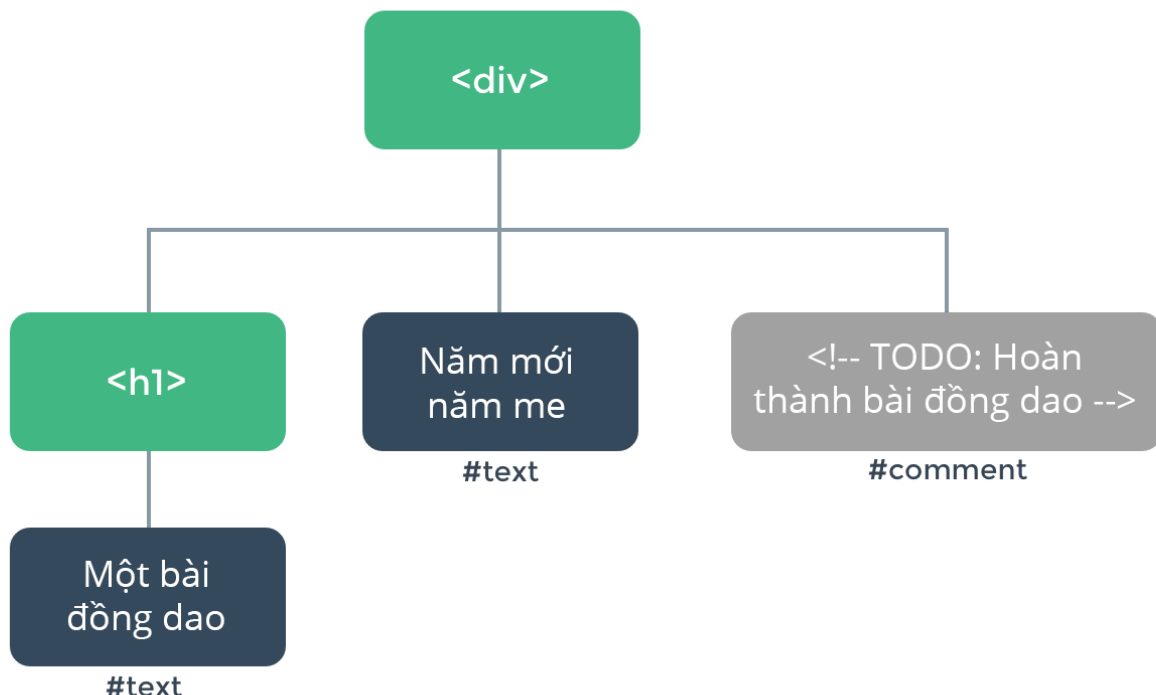 <div>
<h1>
Năm mới
năm me
#text
<!-- TODO: Hoàn
thành bài đồng dao -->
#comment
Một bài
đồng dao
#text